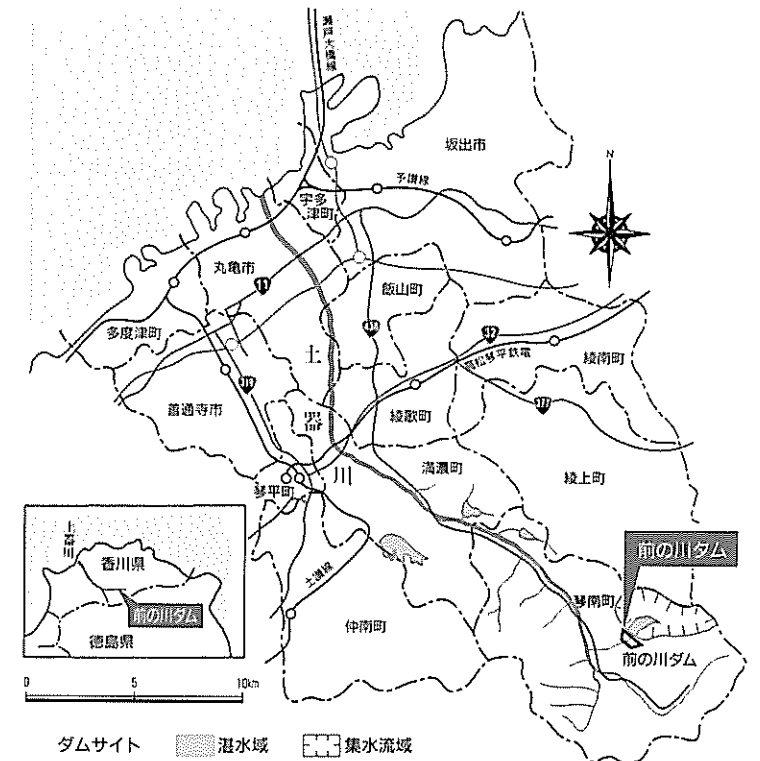 瀬戸大橋線
坂出市
N
予讃線
宇多
津町
丸亀市
11
飯山町
多度津町
438
32
土器川
高松琴平鉄電
綾南町
319
善通寺市
綾歌町
377
満濃町
綾上町
琴平町
前の川ダム
土器川
香川県
土讃線
琴南町
前の川ダム
仲南町
徳島県
前の川ダム
0 5 10km
ダムサイト 湛水域 集水流域